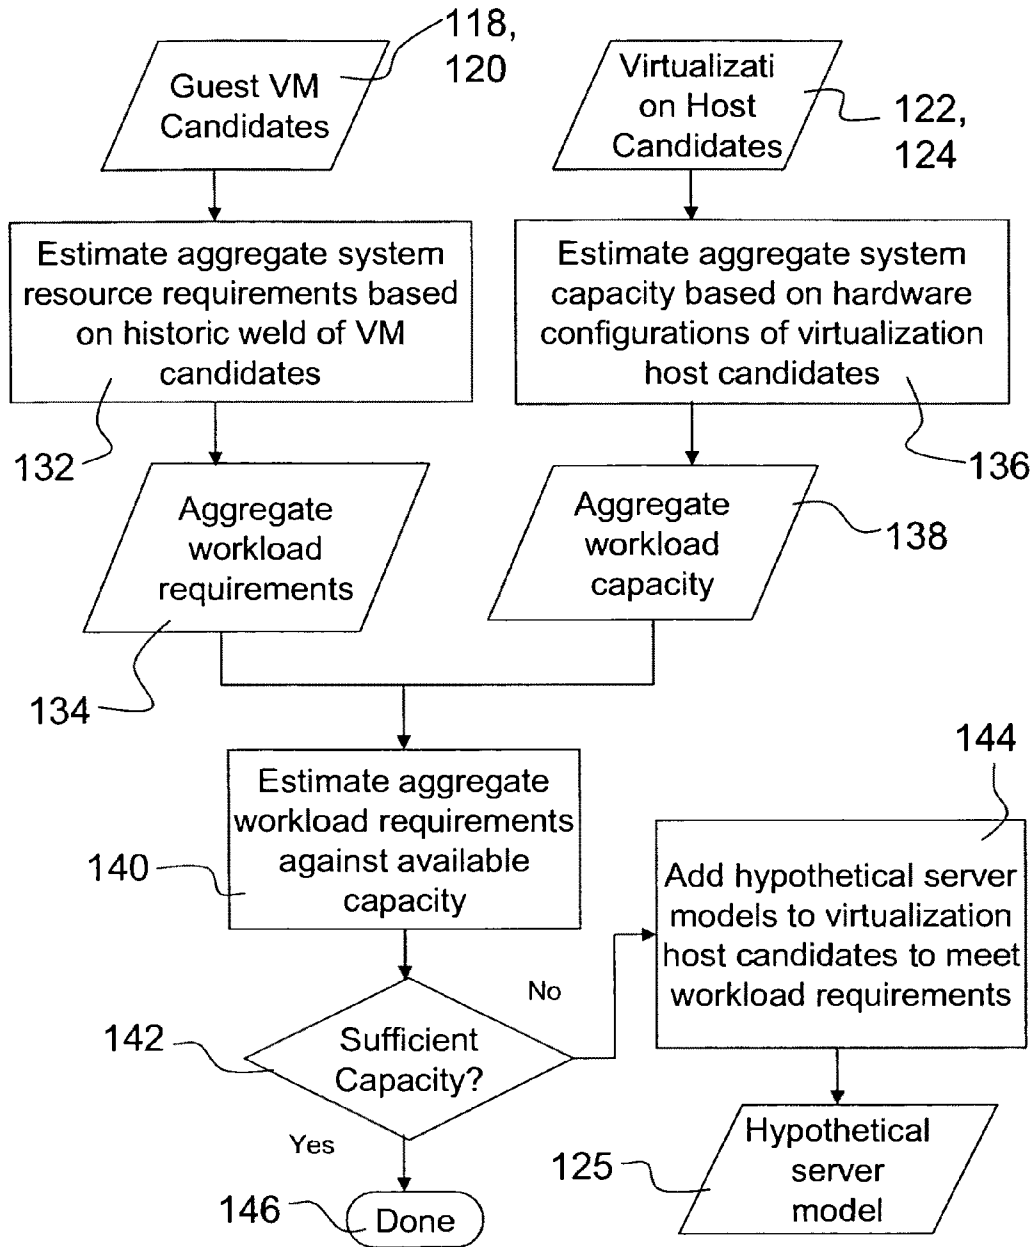 118,
120
Guest VM
Candidates
Virtualizati
on Host
Candidates
122,
124
Estimate aggregate system
resource requirements based
on historic weld of VM
candidates
132
Estimate aggregate system
capacity based on hardware
configurations of virtualization
host candidates
136
Aggregate
workload
requirements
134
Aggregate
workload
capacity
138
Estimate aggregate
workload requirements
against available
capacity
140
144
Add hypothetical server
models to virtualization
host candidates to meet
workload requirements
No
142
Sufficient
Capacity?
Yes
125
Hypothetical
server
model
146
Done